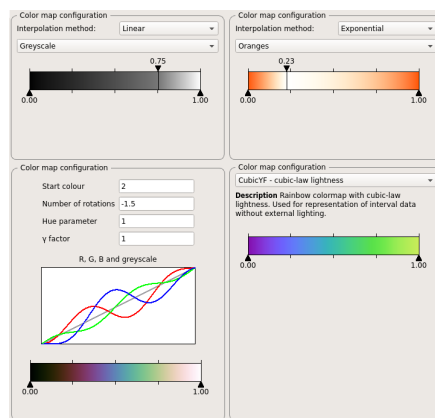 Color map configuration
Interpolation method: Linear
Greyscale
0.75
0.00 1.00
Color map configuration
Interpolation method: Exponential
Oranges
0.23
0.00 1.00
Color map configuration
Start colour 2
Number of rotations -1.5
Hue parameter 1
γ factor 1
R, G, B and greyscale
0.00 1.00
Color map configuration
CubicYF - cubic-law lightness
Description Rainbow colormap with cubic-law
lightness. Used for representation of interval data
without external lighting.
0.00 1.00